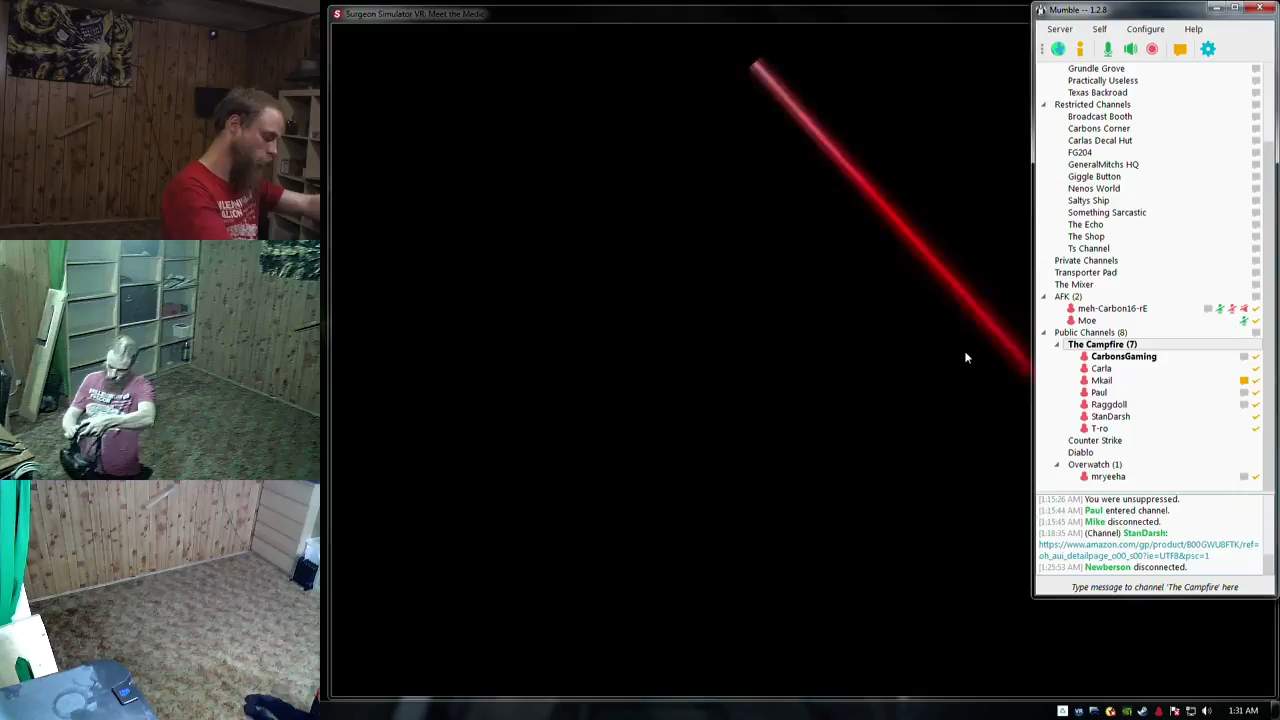 Surgeon Simulator VR: Meet the Medic
Mumble -- 1.2.8
Server Self Configure Help
Grundle Grove
Practically Useless
Texas Backroad
Restricted Channels
Broadcast Booth
Carbons Corner
Carlas Decal Hut
FG204
GeneralMitchs HQ
Giggle Button
Nenos World
Saltys Ship
Something Sarcastic
The Echo
The Shop
Ts Channel
Private Channels
Transporter Pad
The Mixer
AFK (2)
meh-Carbon16-rE
Moe
Public Channels (8)
The Campfire (7)
CarbonsGaming
Carla
Mkail
Paul
Raggdoll
StanDarsh
T-ro
Counter Strike
Diablo
Overwatch (1)
mryeeha
[1:15:26 AM] You were unsuppressed.
[1:15:44 AM] Paul entered channel.
[1:15:45 AM] Mike disconnected.
[1:18:35 AM] (Channel) StanDarsh:
https://www.amazon.com/gp/product/B00GWU8FTK/ref=
oh_aui_detailpage_o00_s00?ie=UTF8&psc=1
[1:25:53 AM] Newberson disconnected.
Type message to channel 'The Campfire' here
1:31 AM